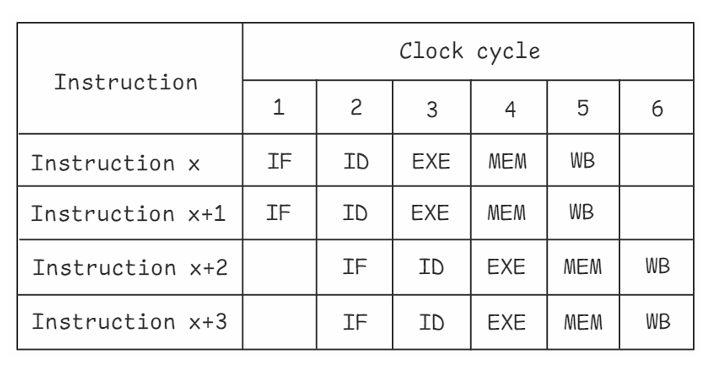 Instruction
Clock cycle
1 2 3 4 5 6
Instruction x IF ID EXE MEM WB
Instruction x+1 IF ID EXE MEM WB
Instruction x+2 IF ID EXE MEM WB
Instruction x+3 IF ID EXE MEM WB